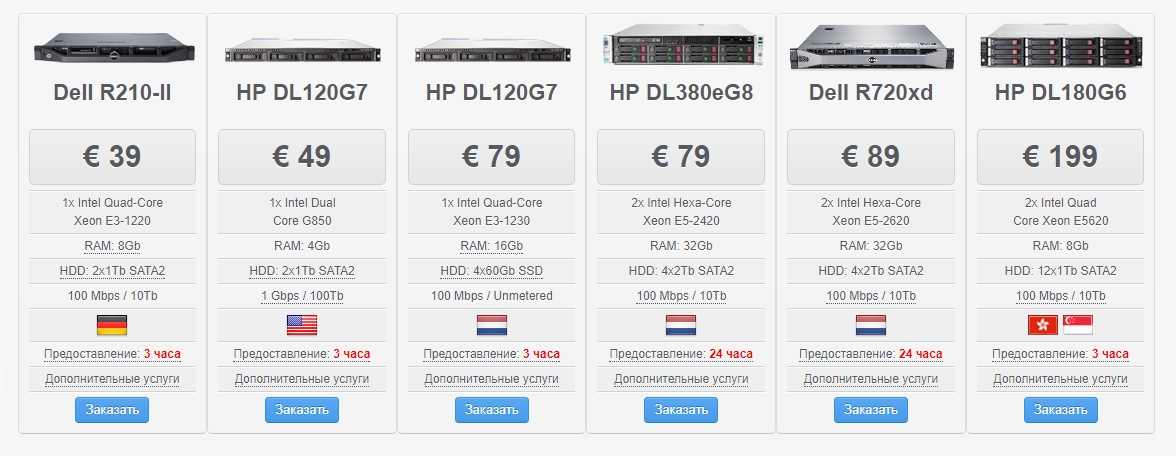 Dell R210-II
€ 39
1x Intel Quad-Core
Xeon E3-1220
RAM: 8Gb
HDD: 2x1Tb SATA2
100 Mbps / 10Tb
Предоставление: 3 часа
Дополнительные услуги
Заказать
HP DL120G7
€ 49
1x Intel Dual
Core G850
RAM: 4Gb
HDD: 2x1Tb SATA2
1 Gbps / 100Tb
Предоставление: 3 часа
Дополнительные услуги
Заказать
HP DL120G7
€ 79
1x Intel Quad-Core
Xeon E3-1230
RAM: 16Gb
HDD: 4x60Gb SSD
100 Mbps / Unmetered
Предоставление: 3 часа
Дополнительные услуги
Заказать
HP DL380eG8
€ 79
2x Intel Hexa-Core
Xeon E5-2420
RAM: 32Gb
HDD: 4x2Tb SATA2
100 Mbps / 10Tb
Предоставление: 24 часа
Дополнительные услуги
Заказать
Dell R720xd
€ 89
2x Intel Hexa-Core
Xeon E5-2620
RAM: 32Gb
HDD: 4x2Tb SATA2
100 Mbps / 10Tb
Предоставление: 24 часа
Дополнительные услуги
Заказать
HP DL180G6
€ 199
2x Intel Quad
Core Xeon E5620
RAM: 8Gb
HDD: 12x1Tb SATA2
100 Mbps / 10Tb
Предоставление: 3 часа
Дополнительные услуги
Заказать